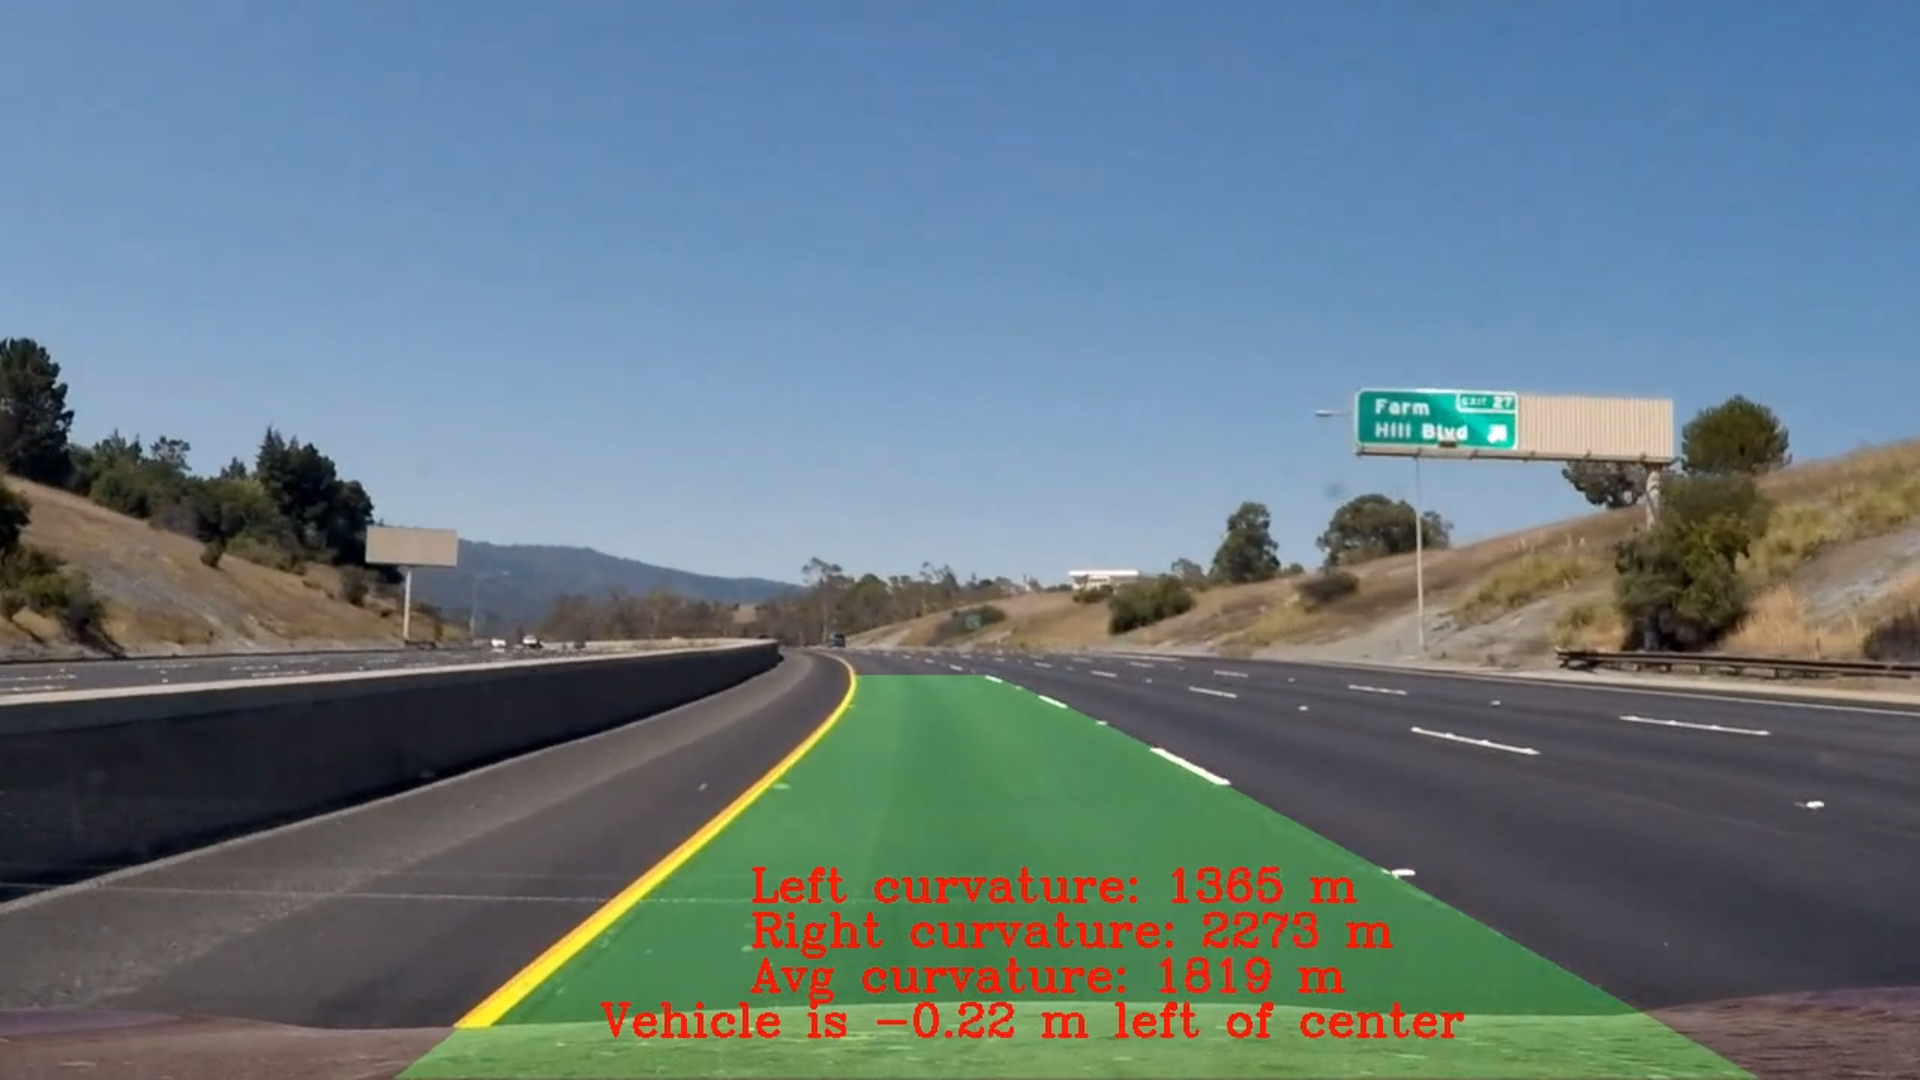 Farm
EXIT 27
Hill Blvd
Left curvature: 1365 m
Right curvature: 2273 m
Avg curvature: 1819 m
Vehicle is -0.22 m left of center